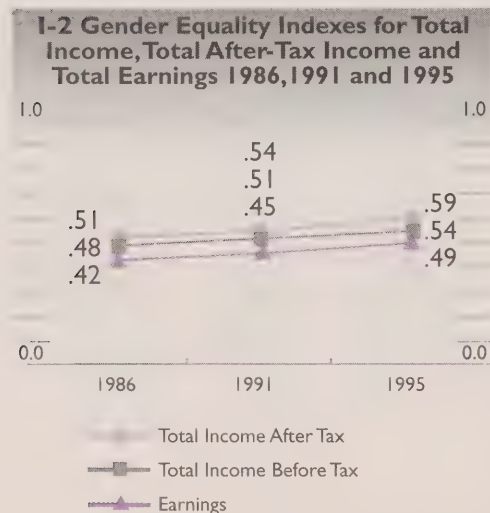 1-2 Gender Equality Indexes for Total
Income, Total After-Tax Income and
Total Earnings 1986, 1991 and 1995
1.0 1.0
.54
.51
.45
.51
.48
.42
.59
.54
.49
0.0 0.0
1986 1991 1995
Total Income After Tax
Total Income Before Tax
Earnings